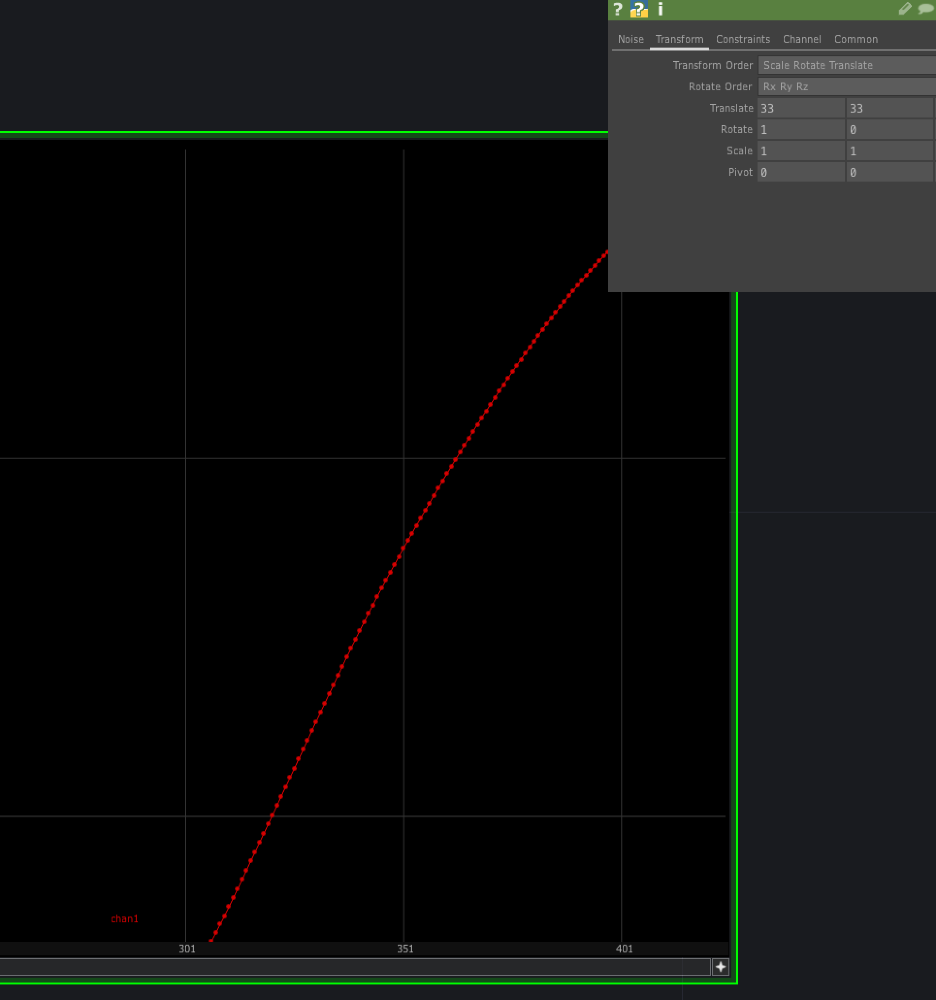 ? ? i
Noise Transform Constraints Channel Common
Transform Order Scale Rotate Translate
Rotate Order Rx Ry Rz
Translate 33 33
Rotate 1 0
Scale 1 1
Pivot 0 0
chan1
301 351 401